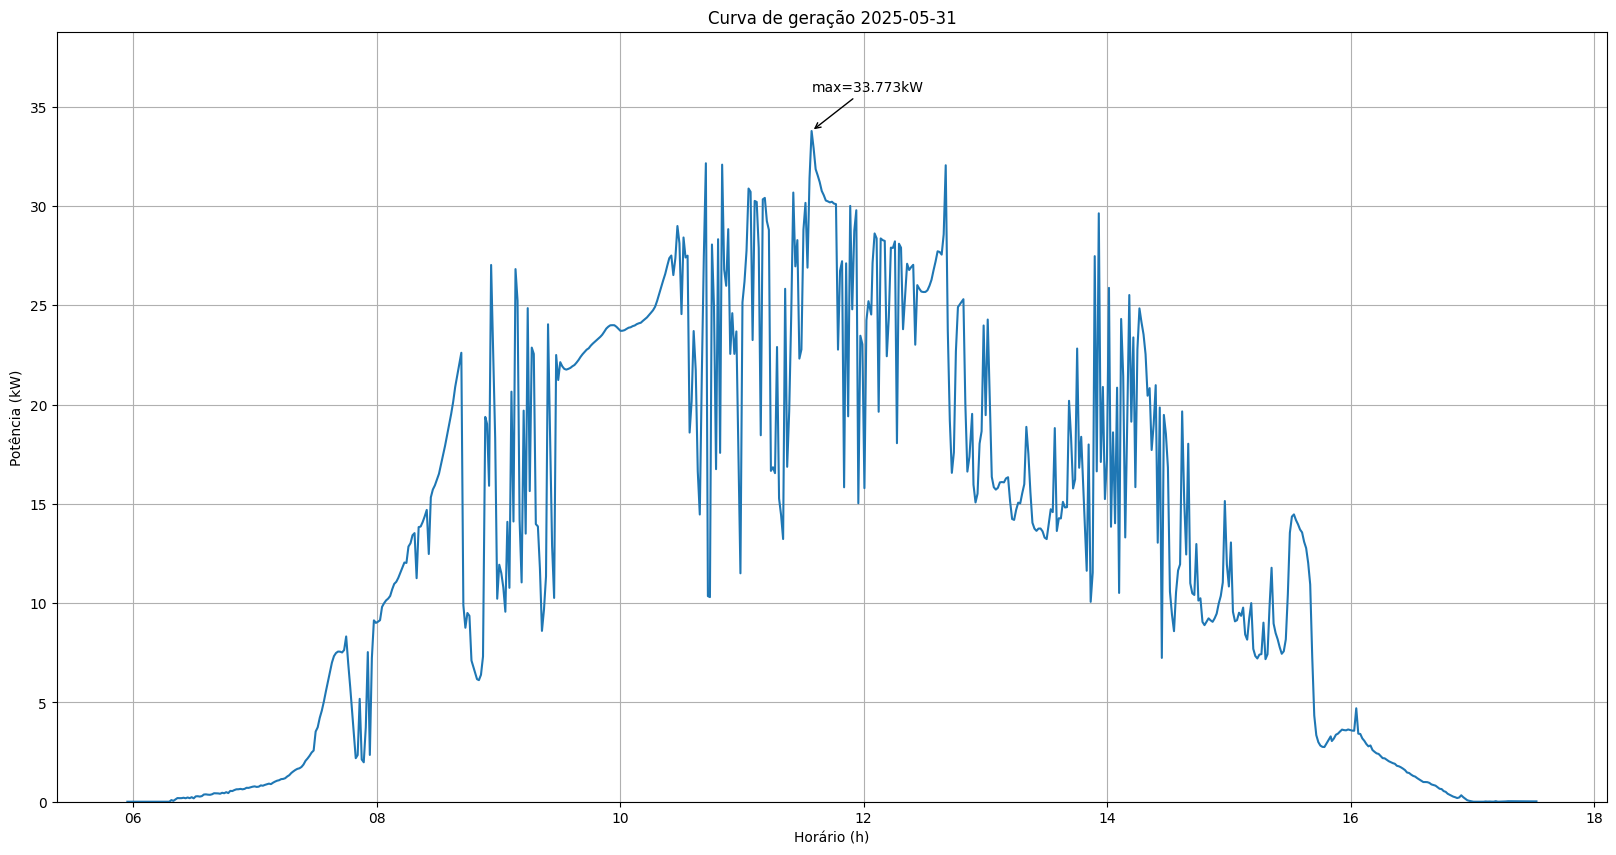 Curva de geração 2025-05-31
max=33.773kW
Potência (kW)
35
30
25
20
15
10
5
0
06 08 10 12 14 16 18
Horário (h)